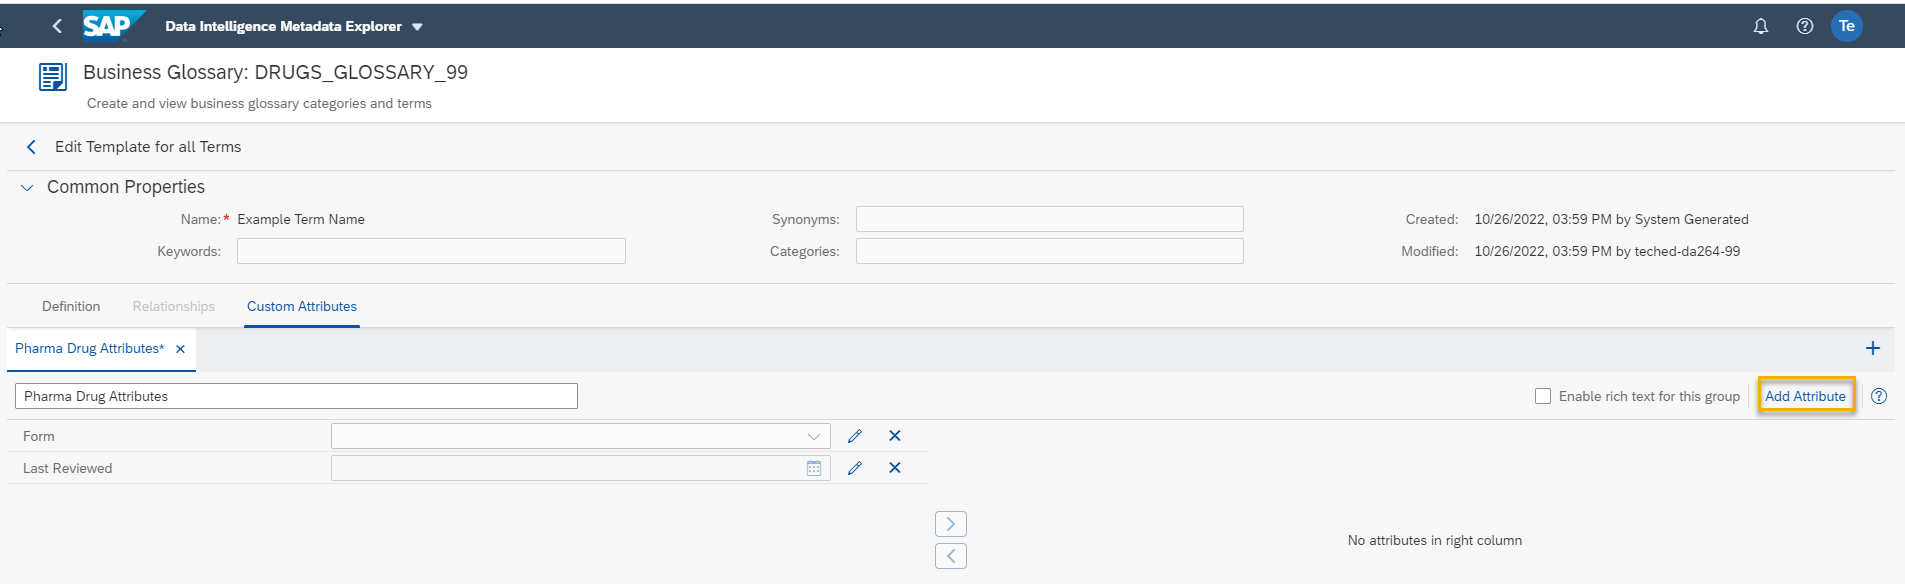 SAP Data Intelligence Metadata Explorer Te
Business Glossary: DRUGS_GLOSSARY_99
Create and view business glossary categories and terms
Edit Template for all Terms
Common Properties
Name:* Example Term Name Synonyms: Created: 10/26/2022, 03:59 PM by System Generated
Keywords: Categories: Modified: 10/26/2022, 03:59 PM by teched-da264-99
Definition Relationships Custom Attributes
Pharma Drug Attributes*
Pharma Drug Attributes Enable rich text for this group Add Attribute
Form
Last Reviewed
No attributes in right column